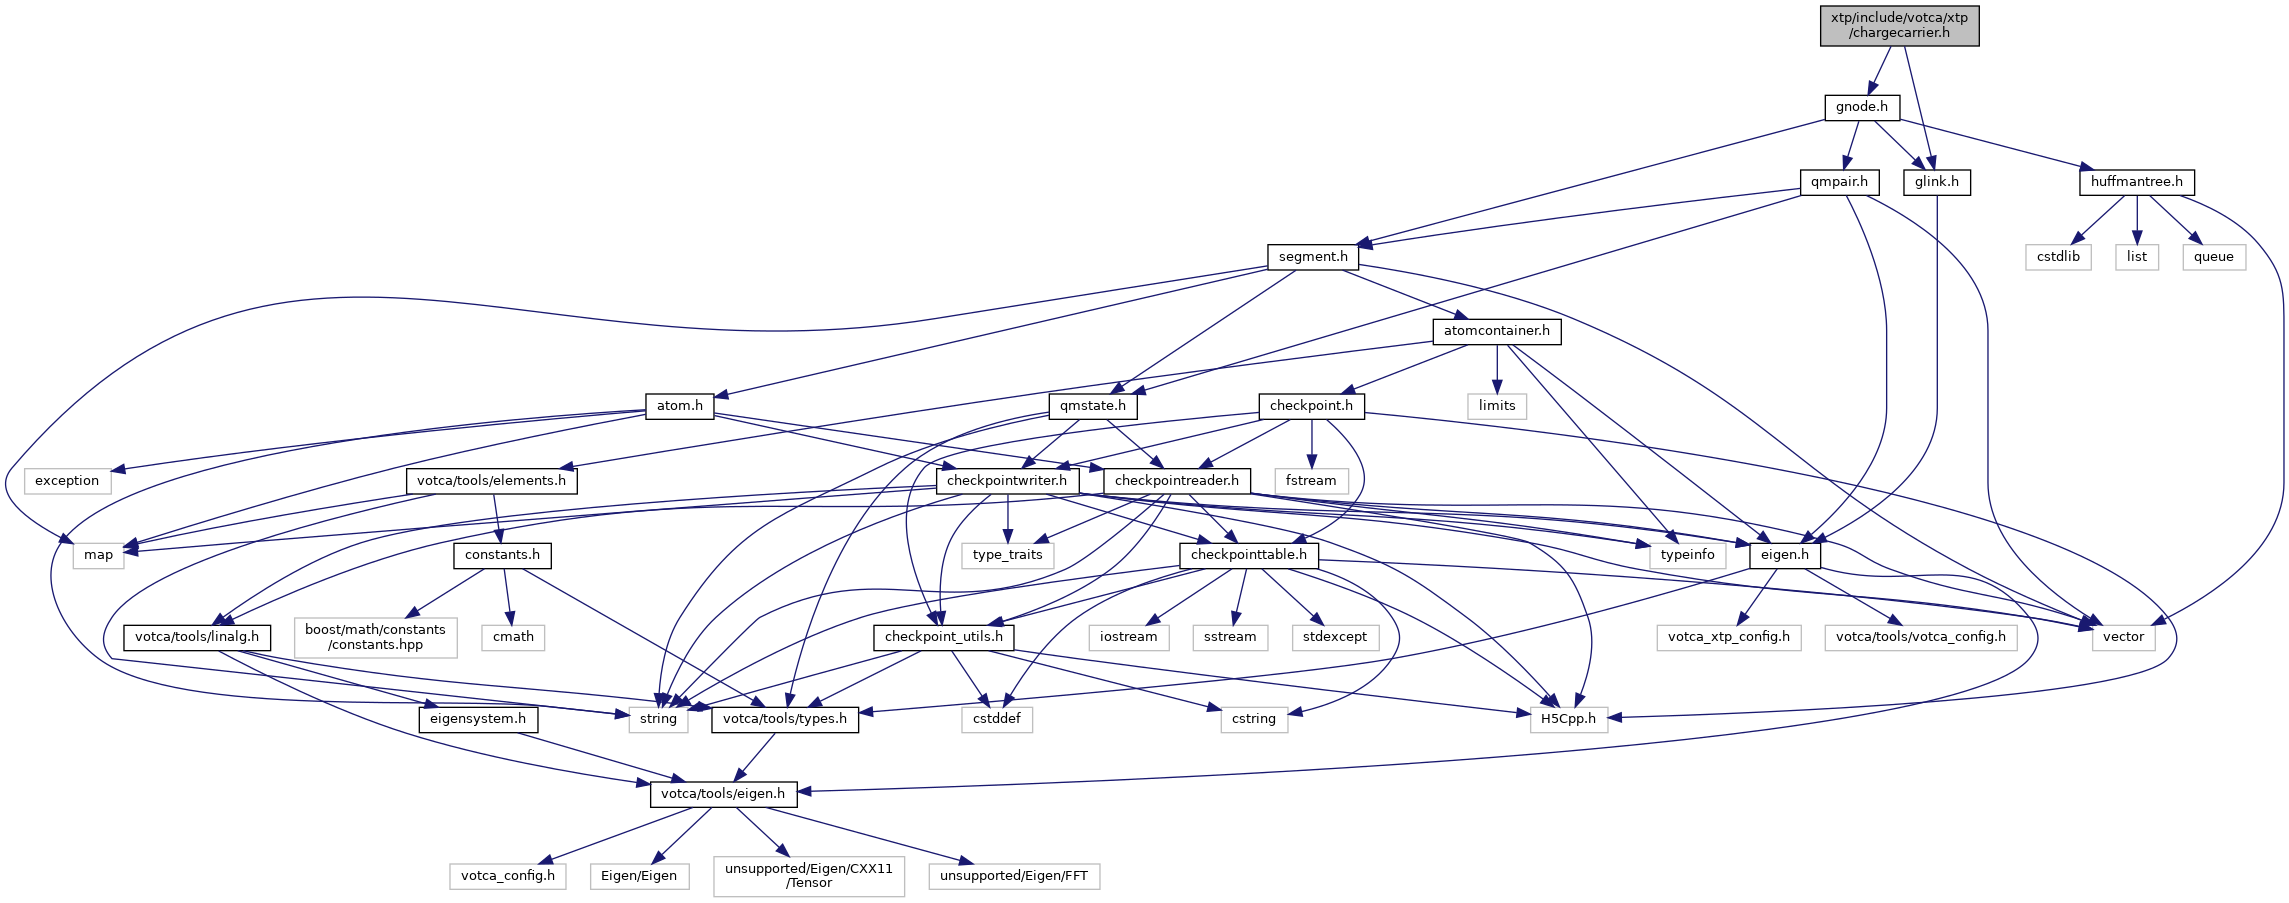 xtp/include/votca/xtp
/chargecarrier.h
gnode.h
qmpair.h
glink.h
huffmantree.h
segment.h
cstdlib
list
queue
atomcontainer.h
atom.h
qmstate.h
checkpoint.h
limits
exception
votca/tools/elements.h
checkpointwriter.h
checkpointreader.h
fstream
map
constants.h
type_traits
checkpointtable.h
typeinfo
eigen.h
votca/tools/linalg.h
boost/math/constants
/constants.hpp
cmath
checkpoint_utils.h
iostream
sstream
stdexcept
votca_xtp_config.h
votca/tools/votca_config.h
vector
eigensystem.h
string
votca/tools/types.h
cstddef
cstring
H5Cpp.h
votca/tools/eigen.h
votca_config.h
Eigen/Eigen
unsupported/Eigen/CXX11
/Tensor
unsupported/Eigen/FFT